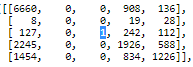 [[[6660, 0, 0, 908, 136],
[ 8, 0, 0, 19, 28],
[ 127, 0, 1, 242, 112],
[2245, 0, 0, 1926, 588],
[1454, 0, 0, 834, 1226]],